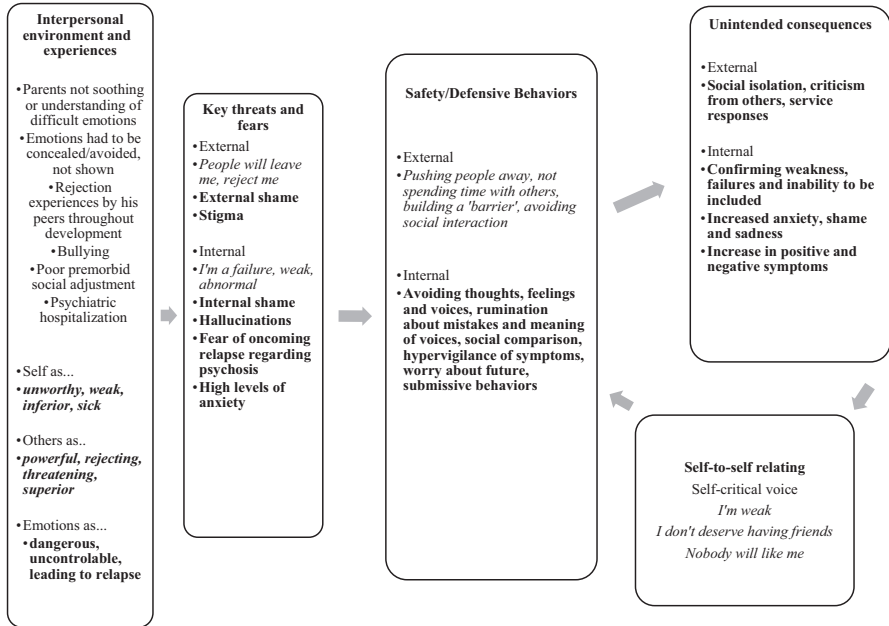 Interpersonal
environment and
experiences
•Parents not soothing
or understanding of
difficult emotions
•Emotions had to be
concealed/avoided,
not shown
•Rejection
experiences by his
peers throughout
development
•Bullying
•Poor premorbid
social adjustment
•Psychiatric
hospitalization
•Self as...
•unworthy, weak,
inferior, sick
•Others as..
•powerful, rejecting,
threatening,
superior
•Emotions as...
•dangerous,
uncontrolable,
leading to relapse
Key threats and
fears
External
•People will leave
me, reject me
•External shame
•Stigma
Internal
•I'm a failure, weak,
abnormal
•Internal shame
•Hallucinations
•Fear of oncoming
relapse regarding
psychosis
•High levels of
anxiety
Safety/Defensive Behaviors
External
•Pushing people away, not
spending time with others,
building a 'barrier', avoiding
social interaction
Internal
•Avoiding thoughts, feelings
and voices, rumination
about mistakes and meaning
of voices, social comparison,
hypervigilance of symptoms,
worry about future,
submissive behaviors
Unintended consequences
External
•Social isolation, criticism
from others, service
responses
Internal
•Confirming weakness,
failures and inability to be
included
•Increased anxiety, shame
and sadness
•Increase in positive and
negative symptoms
Self-to-self relating
Self-critical voice
I'm weak
I don't deserve having friends
Nobody will like me